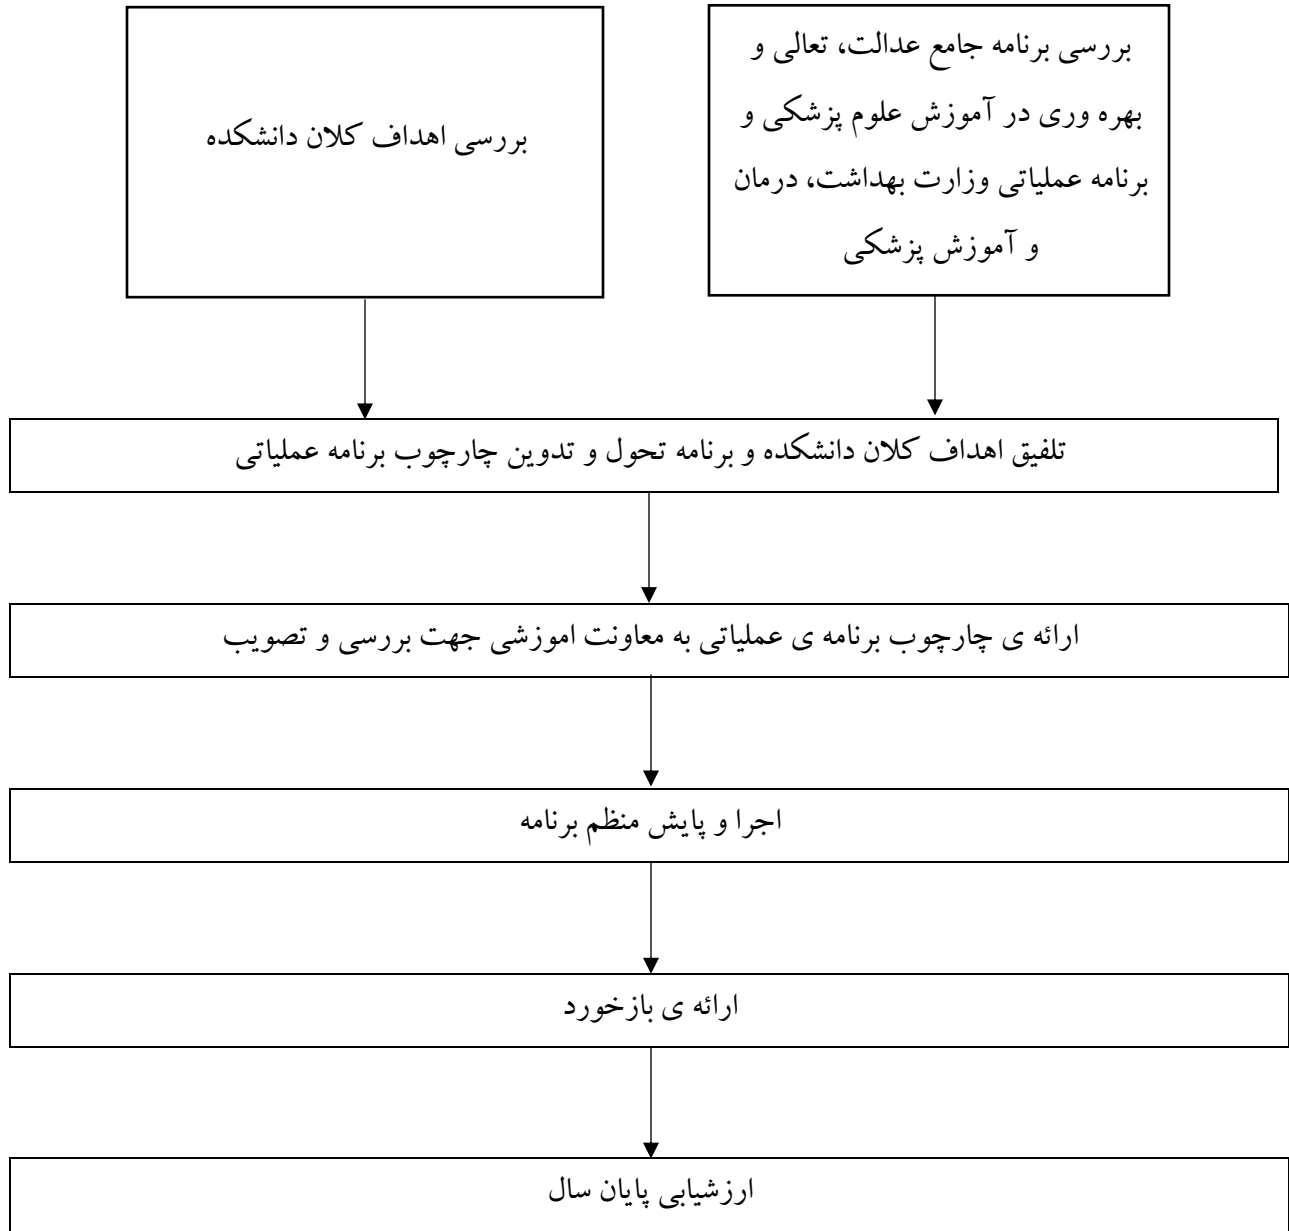 بررسی برنامه جامع عدالت، تعالی و
بهره وری در آموزش علوم پزشکی و
برنامه عملیاتی وزارت بهداشت، درمان
و آموزش پزشکی
بررسی اهداف کلان دانشکده
تلفیق اهداف کلان دانشکده و برنامه تحول و تدوین چارچوب برنامه عملیاتی
ارائه ی چارچوب برنامه ی عملیاتی به معاونت اموزشی جهت بررسی و تصویب
اجرا و پایش منظم برنامه
ارائه ی بازخورد
ارزشیابی پایان سال